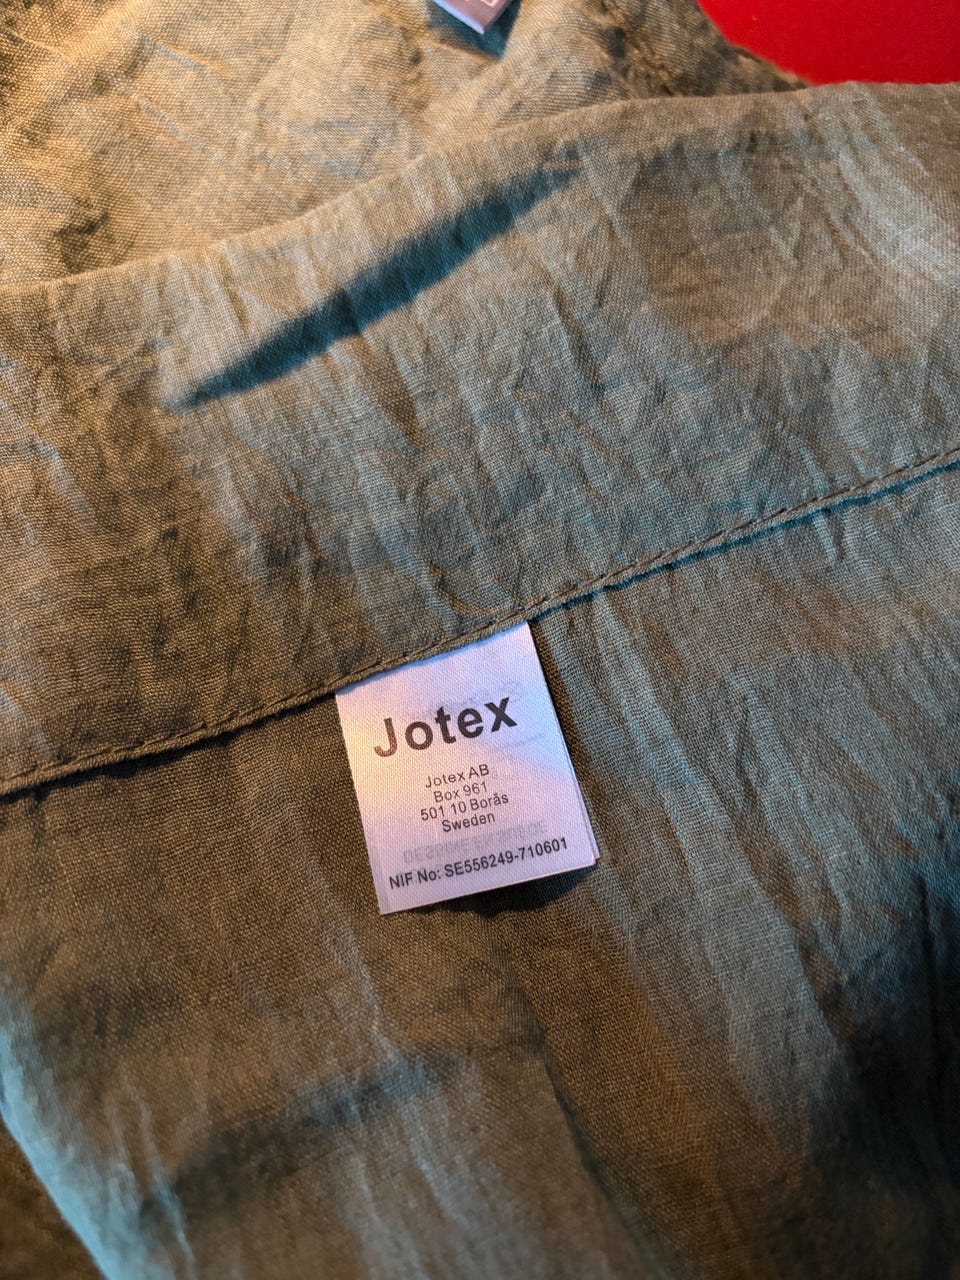 Jotex
Jotex AB
Box 961
501 10 Borås
Sweden
NIF No: SE556249-710601